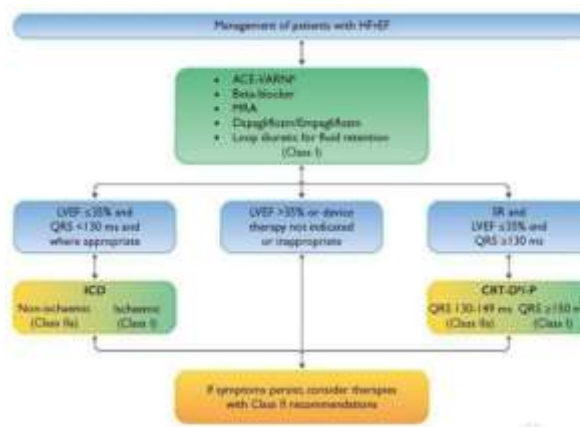 Management of patients with HFrEF
• ACE-I/ARNI*
• Beta-blocker
• MRA
• Dapagliflozin/Empagliflozin
• Loop diuretic for fluid retention
(Class I)
LVEF ≤35% and
QRS <130 ms and
where appropriate
LVEF >35% or device
therapy not indicated
or inappropriate
SR and
LVEF ≤35% and
QRS ≥130 ms
ICD
Non-ischaemic
(Class IIa)
Ischaemic
(Class I)
CRT-D/-P
QRS 130-149 ms
(Class IIa)
QRS ≥150 m
(Class I)
If symptoms persist, consider therapies
with Class II recommendations